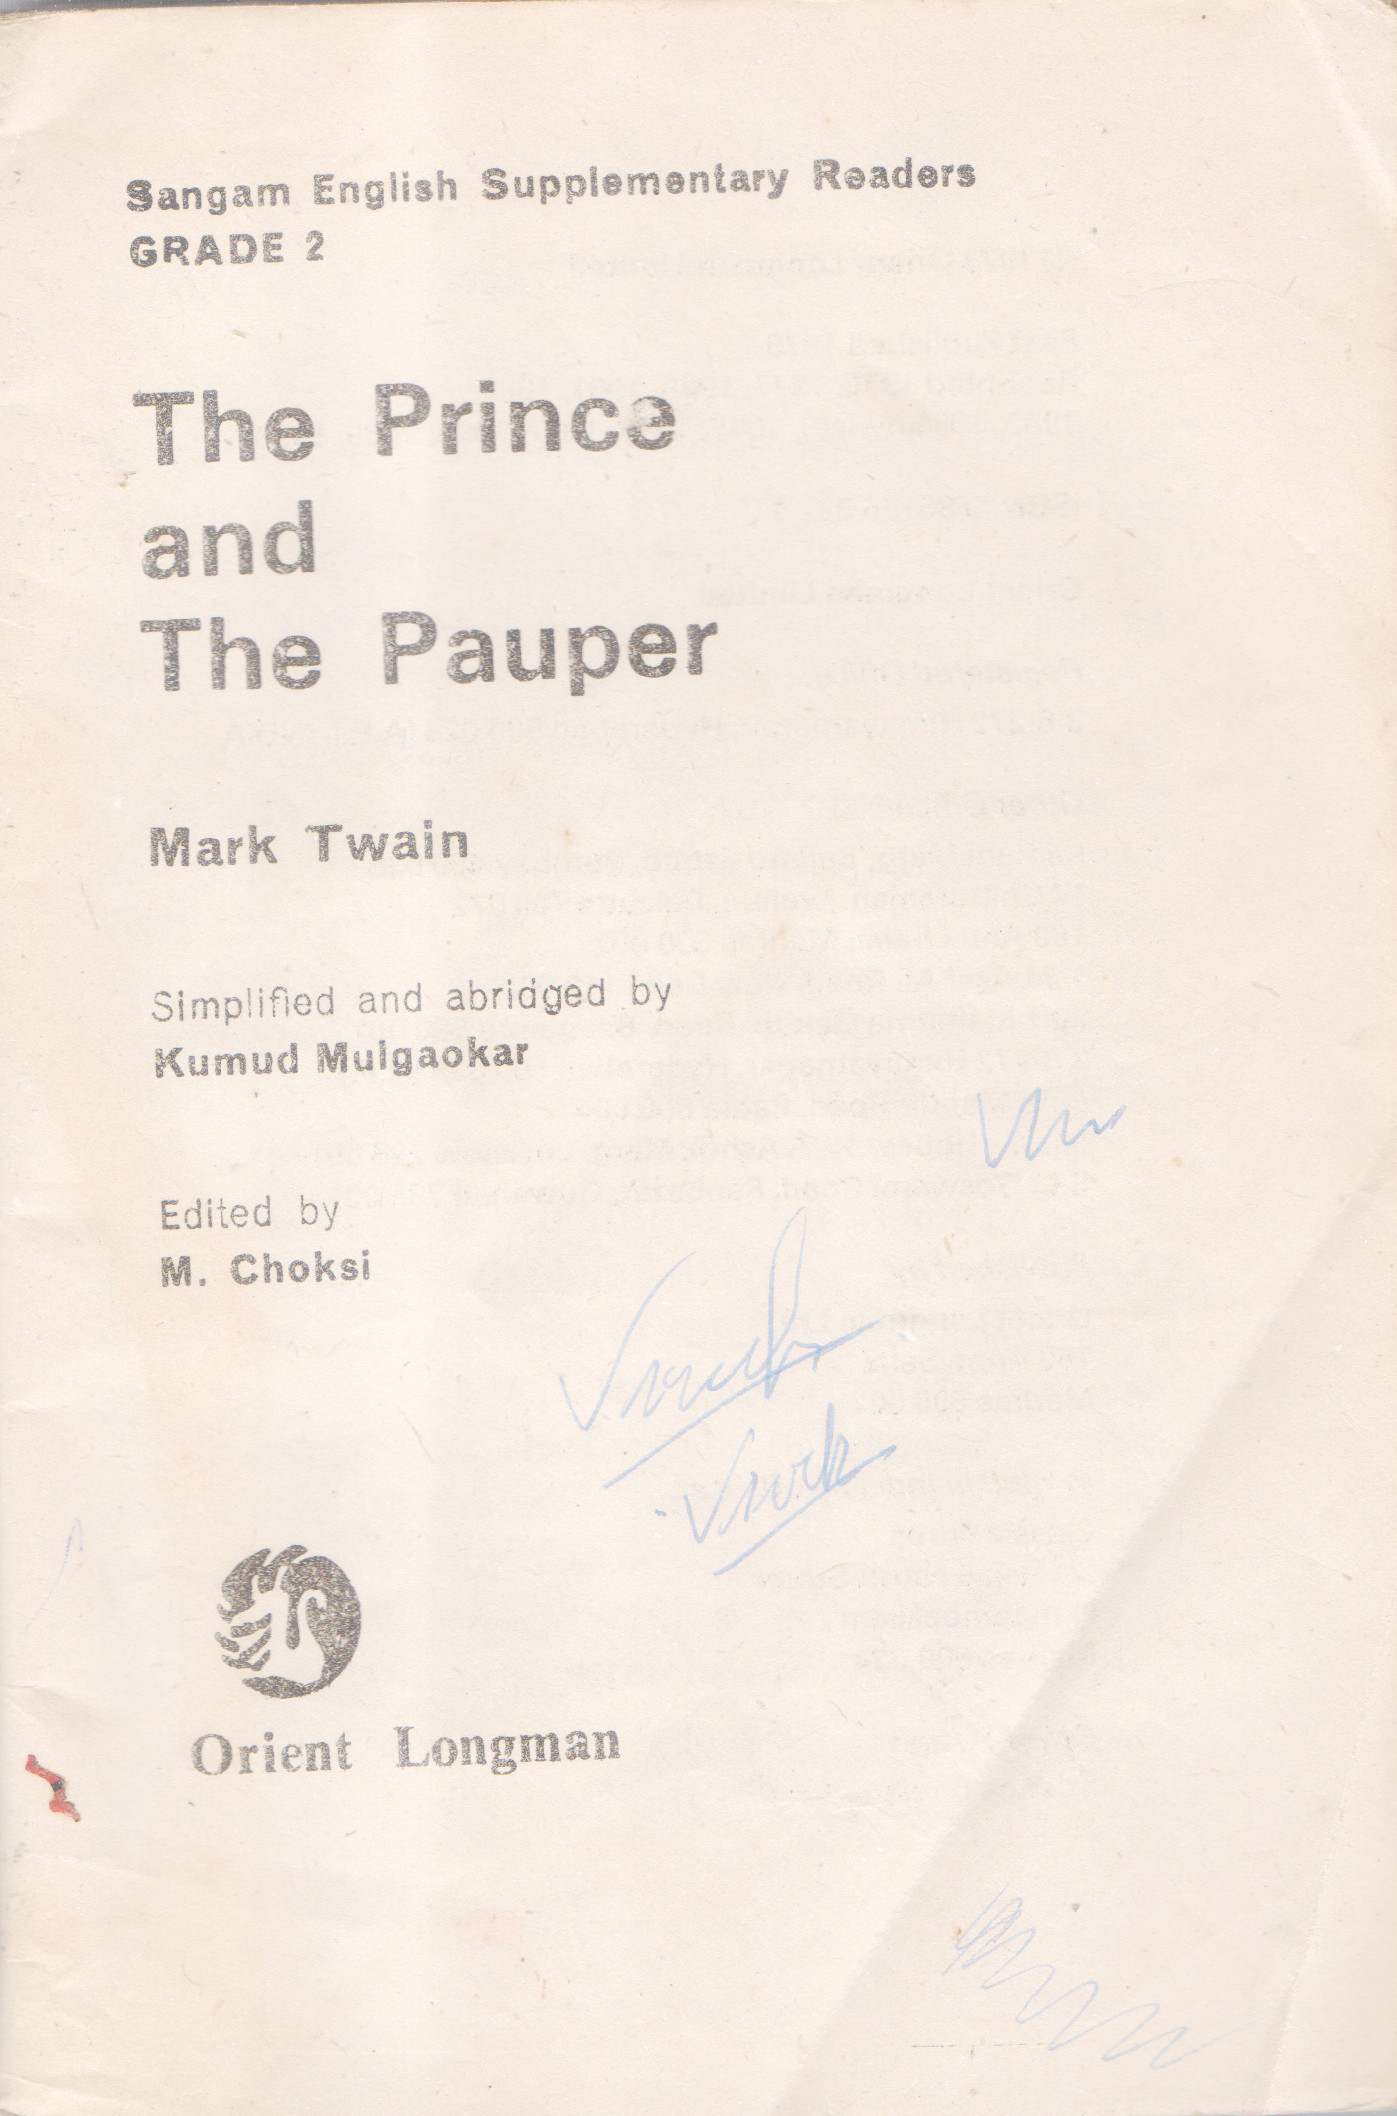 Sangam English Supplementary Readers
GRADE 2
The Prince
and
The Pauper
Mark Twain
Simplified and abridged by
Kumud Mulgaokar
Edited by
M. Choksi
Orient Longman